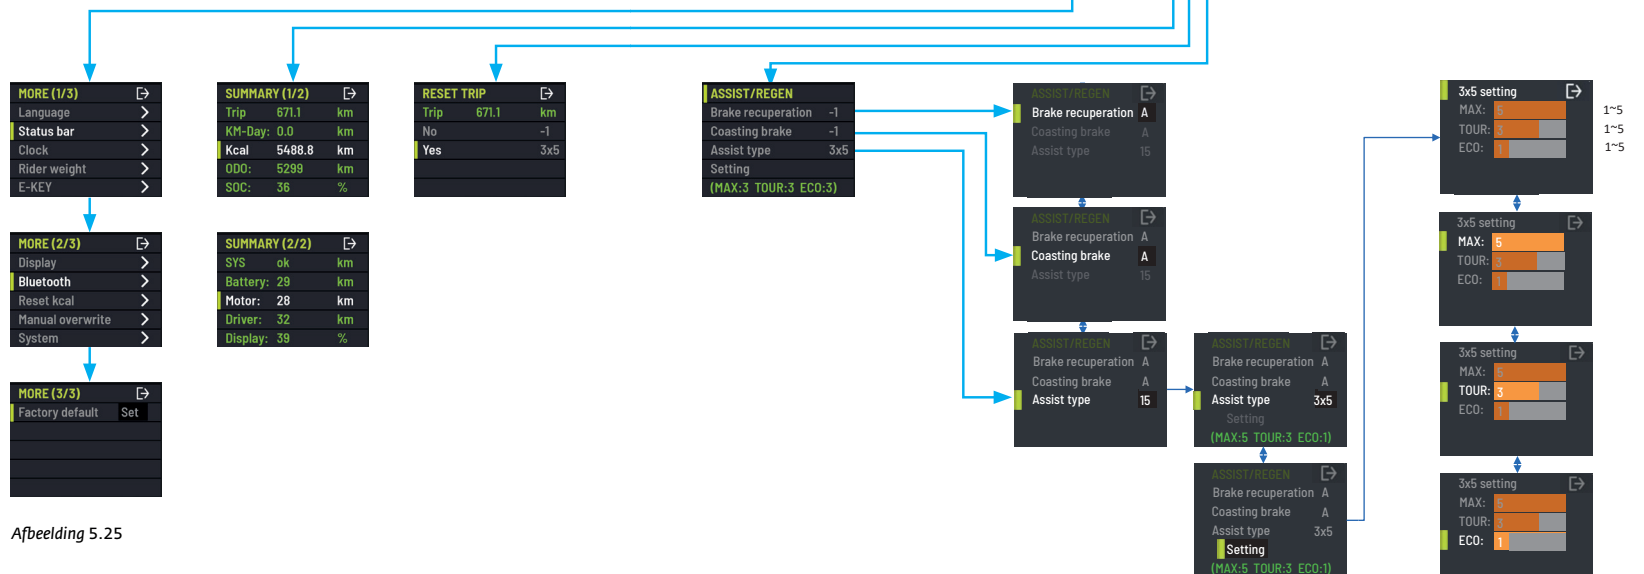 MORE (1/3)
Language
Status bar
Clock
Rider weight
E-KEY
MORE (2/3)
Display
Bluetooth
Reset kcal
Manual overwrite
System
MORE (3/3)
Factory default Set
SUMMARY (1/2)
Trip 671.1 km
KM-Day: 0.0 km
Kcal 5488.8 km
ODO: 5299 km
SOC: 36 %
SUMMARY (2/2)
SYS ok km
Battery: 29 km
Motor: 28 km
Driver: 32 km
Display: 39 %
RESET TRIP
Trip 671.1 km
No -1
Yes 3x5
ASSIST/REGEN
Brake recuperation -1
Coasting brake -1
Assist type 3x5
Setting
(MAX:3 TOUR:3 ECO:3)
ASSIST/REGEN
Brake recuperation A
Coasting brake A
Assist type 15
ASSIST/REGEN
Brake recuperation A
Coasting brake A
Assist type 15
ASSIST/REGEN
Brake recuperation A
Coasting brake A
Assist type 15
ASSIST/REGEN
Brake recuperation A
Coasting brake A
Assist type 3x5
Setting
(MAX:5 TOUR:3 ECO:1)
ASSIST/REGEN
Brake recuperation A
Coasting brake A
Assist type 3x5
Setting
(MAX:5 TOUR:3 ECO:1)
3x5 setting
MAX: 5 1~5
TOUR: 3 1~5
ECO: 1 1~5
3x5 setting
MAX: 5
TOUR: 3
ECO: 1
3x5 setting
MAX: 5
TOUR: 3
ECO: 1
3x5 setting
MAX: 5
TOUR: 3
ECO: 1
Afbeelding 5.25